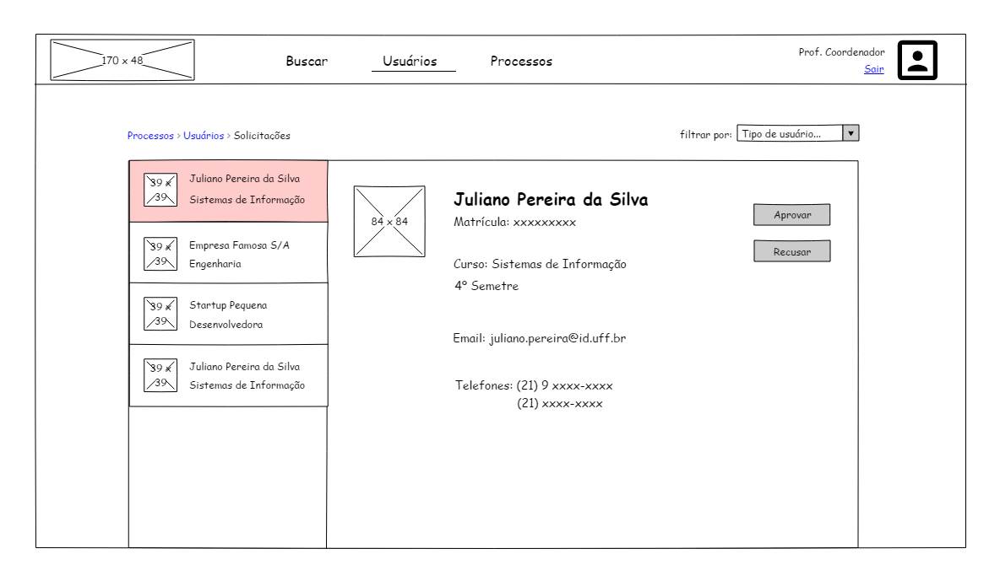 170 x 48
Buscar
Usuários
Processos
Prof. Coordenador
Sair
Processos > Usuários > Solicitações
filtrar por:
Tipo de usuário...
39 x
39
Juliano Pereira da Silva
Sistemas de Informação
39 x
39
Empresa Famosa S/A
Engenharia
39 x
39
Startup Pequena
Desenvolvedora
39 x
39
Juliano Pereira da Silva
Sistemas de Informação
84 x 84
Juliano Pereira da Silva
Matrícula: xxxxxxxxx
Curso: Sistemas de Informação
4º Semetre
Email: juliano.pereira@id.uff.br
Telefones: (21) 9 xxxx-xxxx
(21) xxxx-xxxx
Aprovar
Recusar